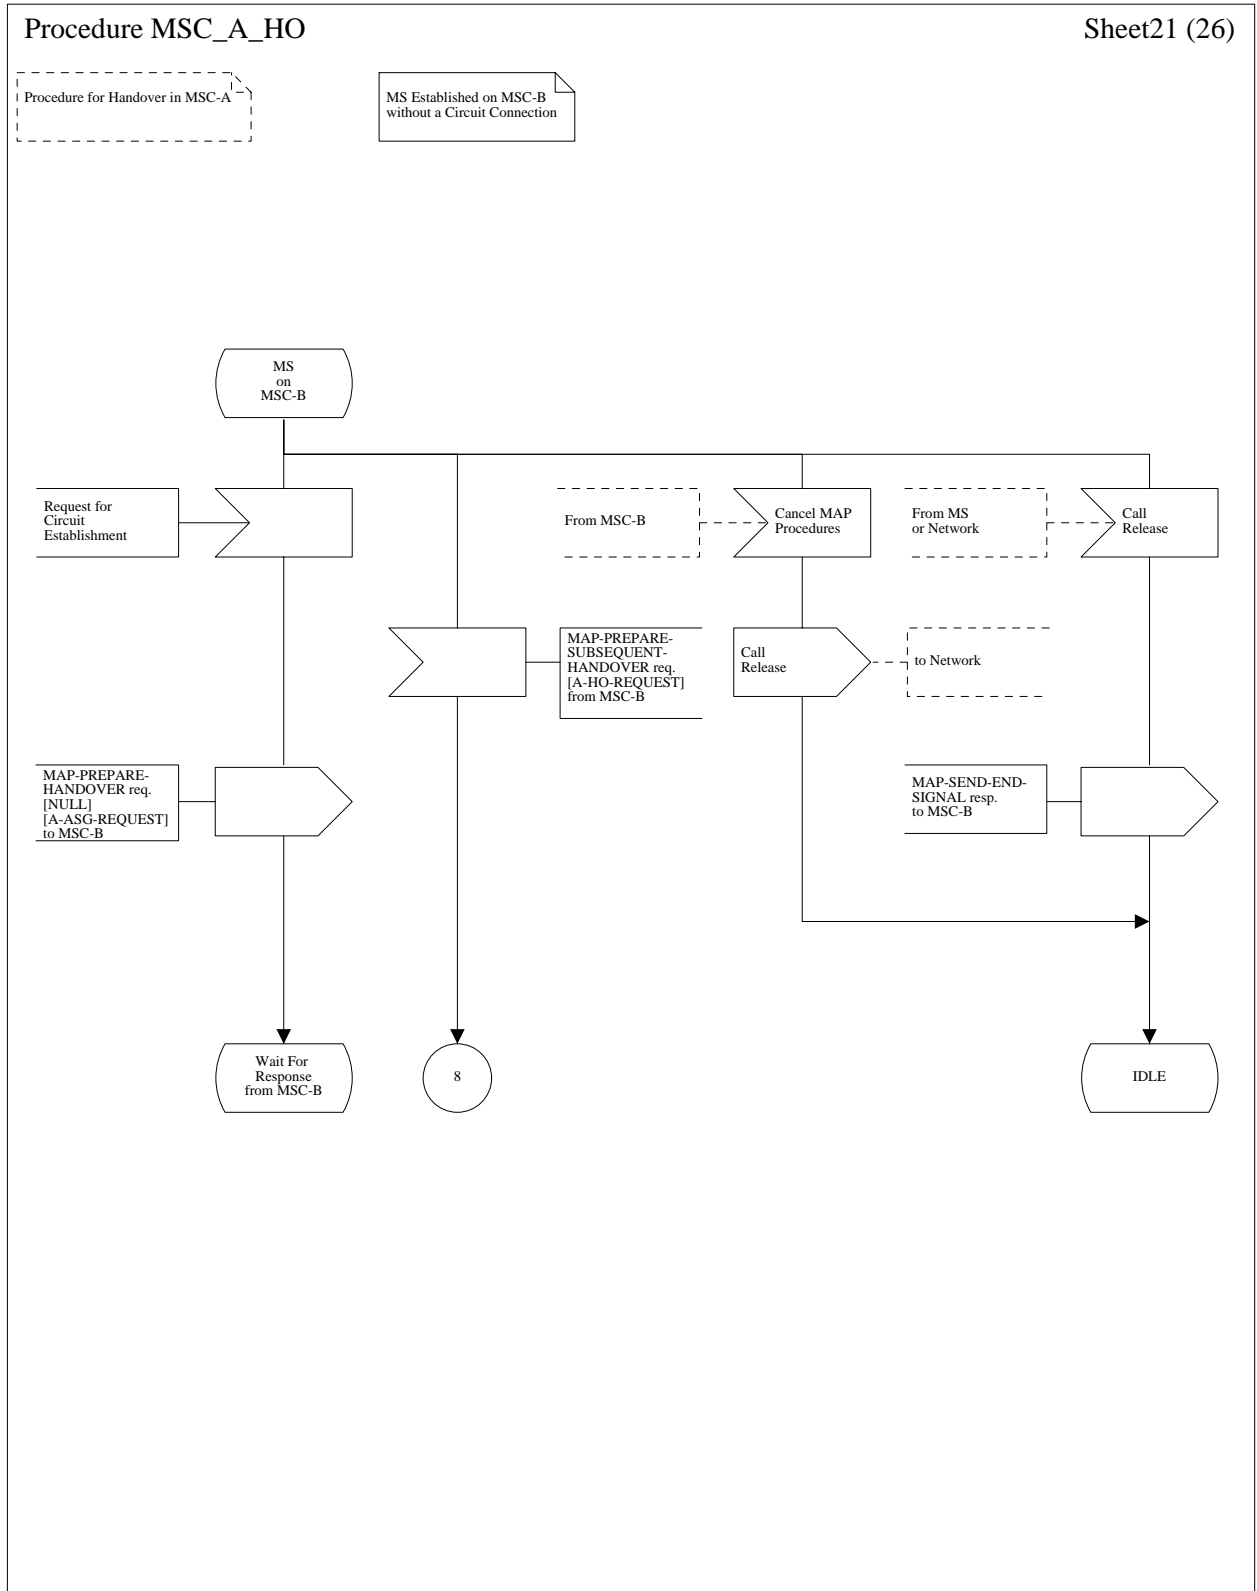 Procedure MSC_A_HO
Sheet21 (26)
Procedure for Handover in MSC-A
MS Established on MSC-B
without a Circuit Connection
MS
on
MSC-B
Request for
Circuit
Establishment
From MSC-B
Cancel MAP
Procedures
From MS
or Network
Call
Release
MAP-PREPARE-
SUBSEQUENT-
HANDOVER req.
[A-HO-REQUEST]
from MSC-B
Call
Release
to Network
MAP-PREPARE-
HANDOVER req.
[NULL]
[A-ASG-REQUEST]
to MSC-B
MAP-SEND-END-
SIGNAL resp.
to MSC-B
Wait For
Response
from MSC-B
8
IDLE